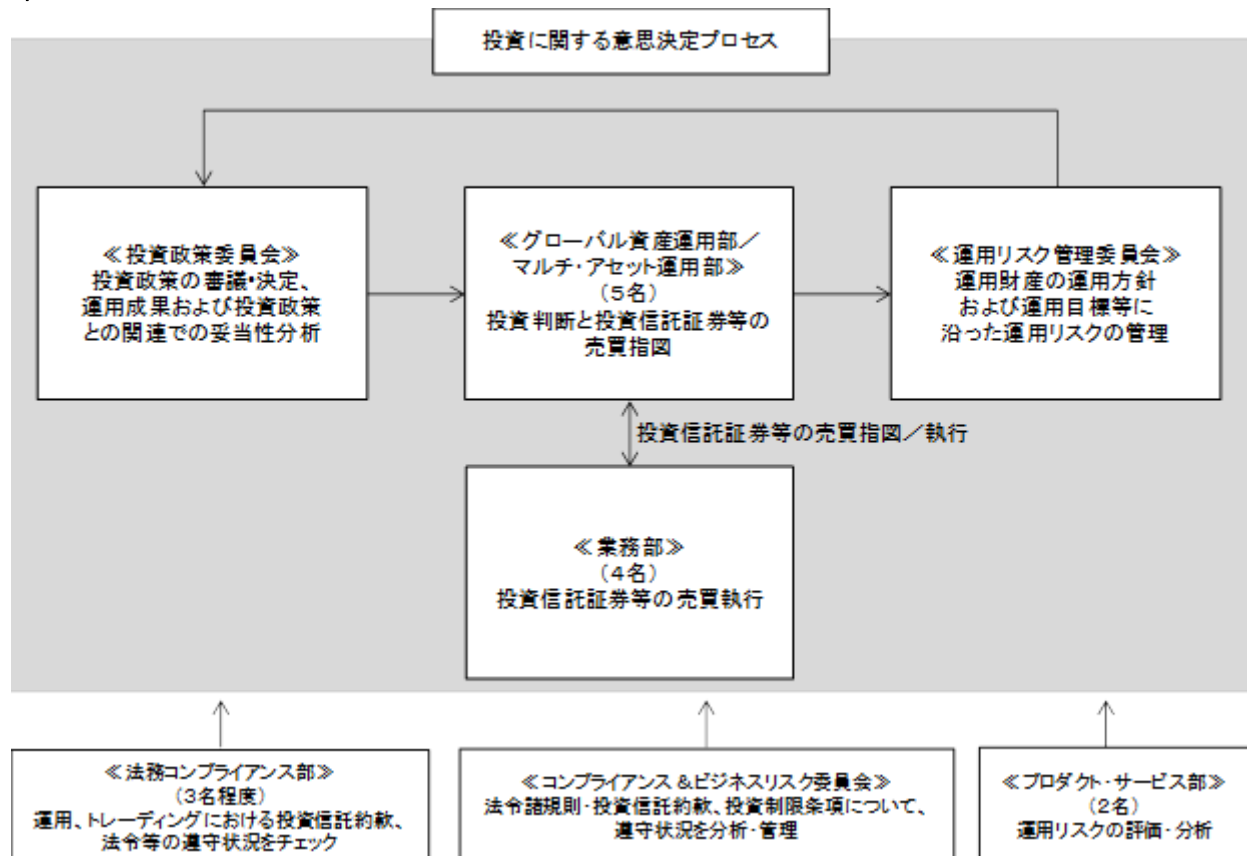 投資に関する意思決定プロセス
≪投資政策委員会≫
投資政策の審議・決定、
運用成果および投資政策
との関連での妥当性分析
≪グローバル資産運用部／
マルチ・アセット運用部≫
（５名）
投資判断と投資信託証券等の
売買指図
≪運用リスク管理委員会≫
運用財産の運用方針
および運用目標等に
沿った運用リスクの管理
投資信託証券等の売買指図／執行
≪業務部≫
（４名）
投資信託証券等の売買執行
≪法務コンプライアンス部≫
（３名程度）
運用、トレーディングにおける投資信託約款、
法令等の遵守状況をチェック
≪コンプライアンス＆ビジネスリスク委員会≫
法令諸規則・投資信託約款、投資制限条項について、
遵守状況を分析・管理
≪プロダクト・サービス部≫
（２名）
運用リスクの評価・分析